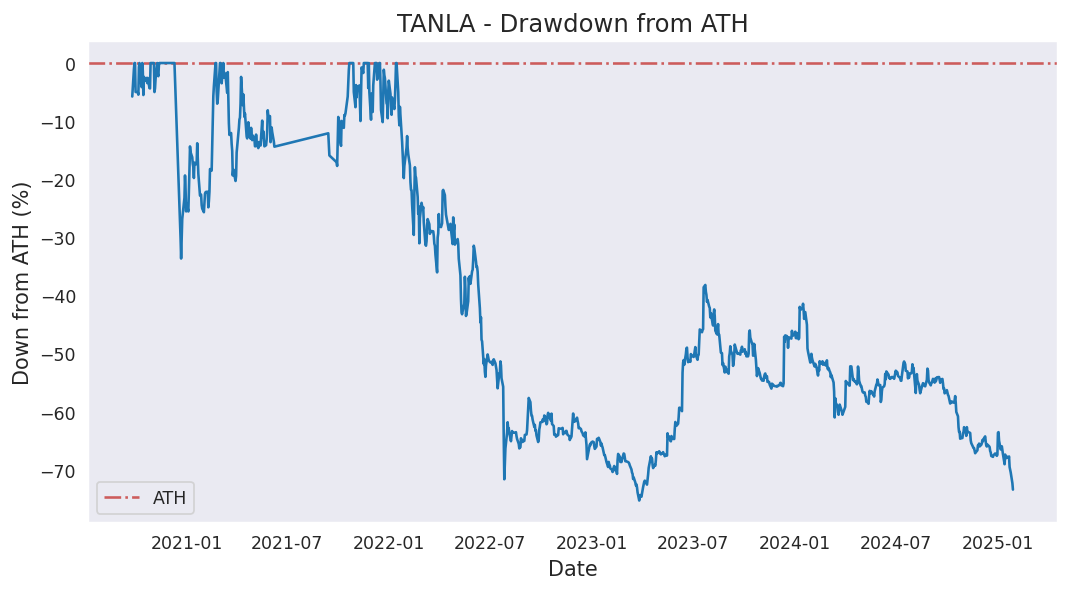 TANLA - Drawdown from ATH
Down from ATH (%)
0
−10
−20
−30
−40
−50
−60
−70
ATH
2021-01 2021-07 2022-01 2022-07 2023-01 2023-07 2024-01 2024-07 2025-01
Date